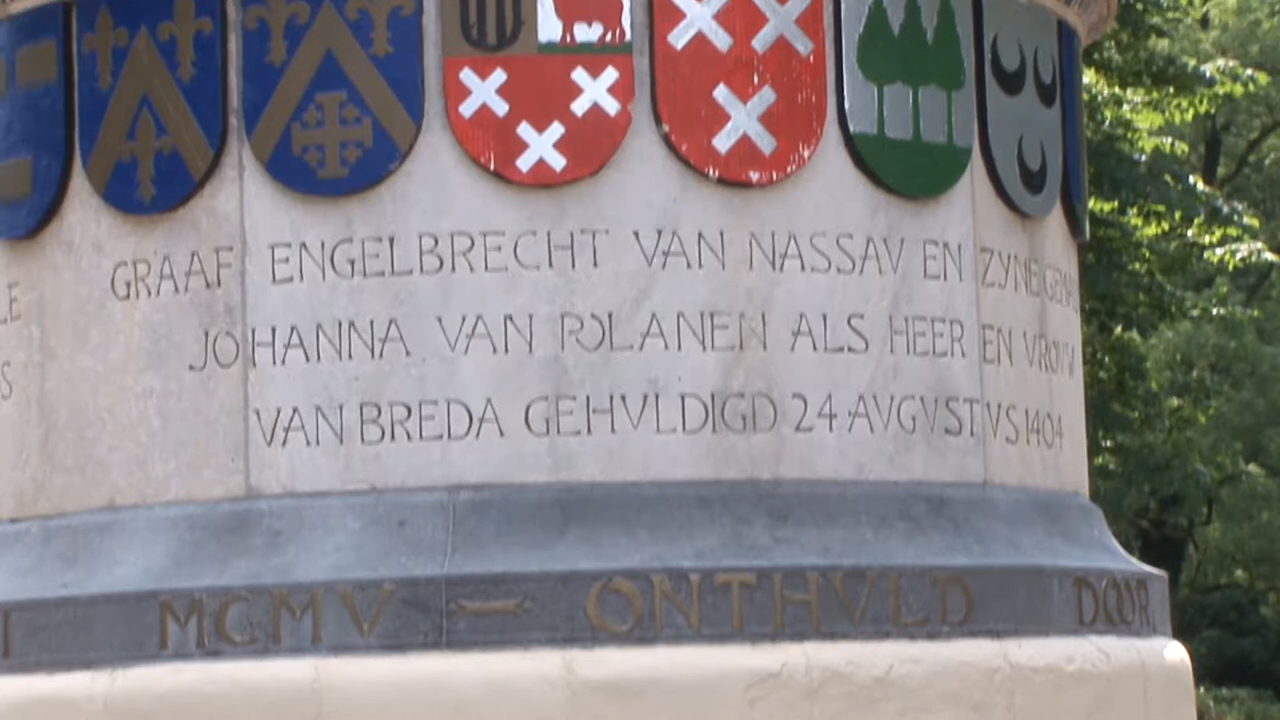 GRAAF ENGELBRECHT VAN NASSAV EN ZYNE
JOHANNA VAN POLANEN ALS HEER EN VROVW
VAN BREDA GEHVLDIGD 24 AVGVSTVS 1404
MCMV — ONTHVLD DOOR